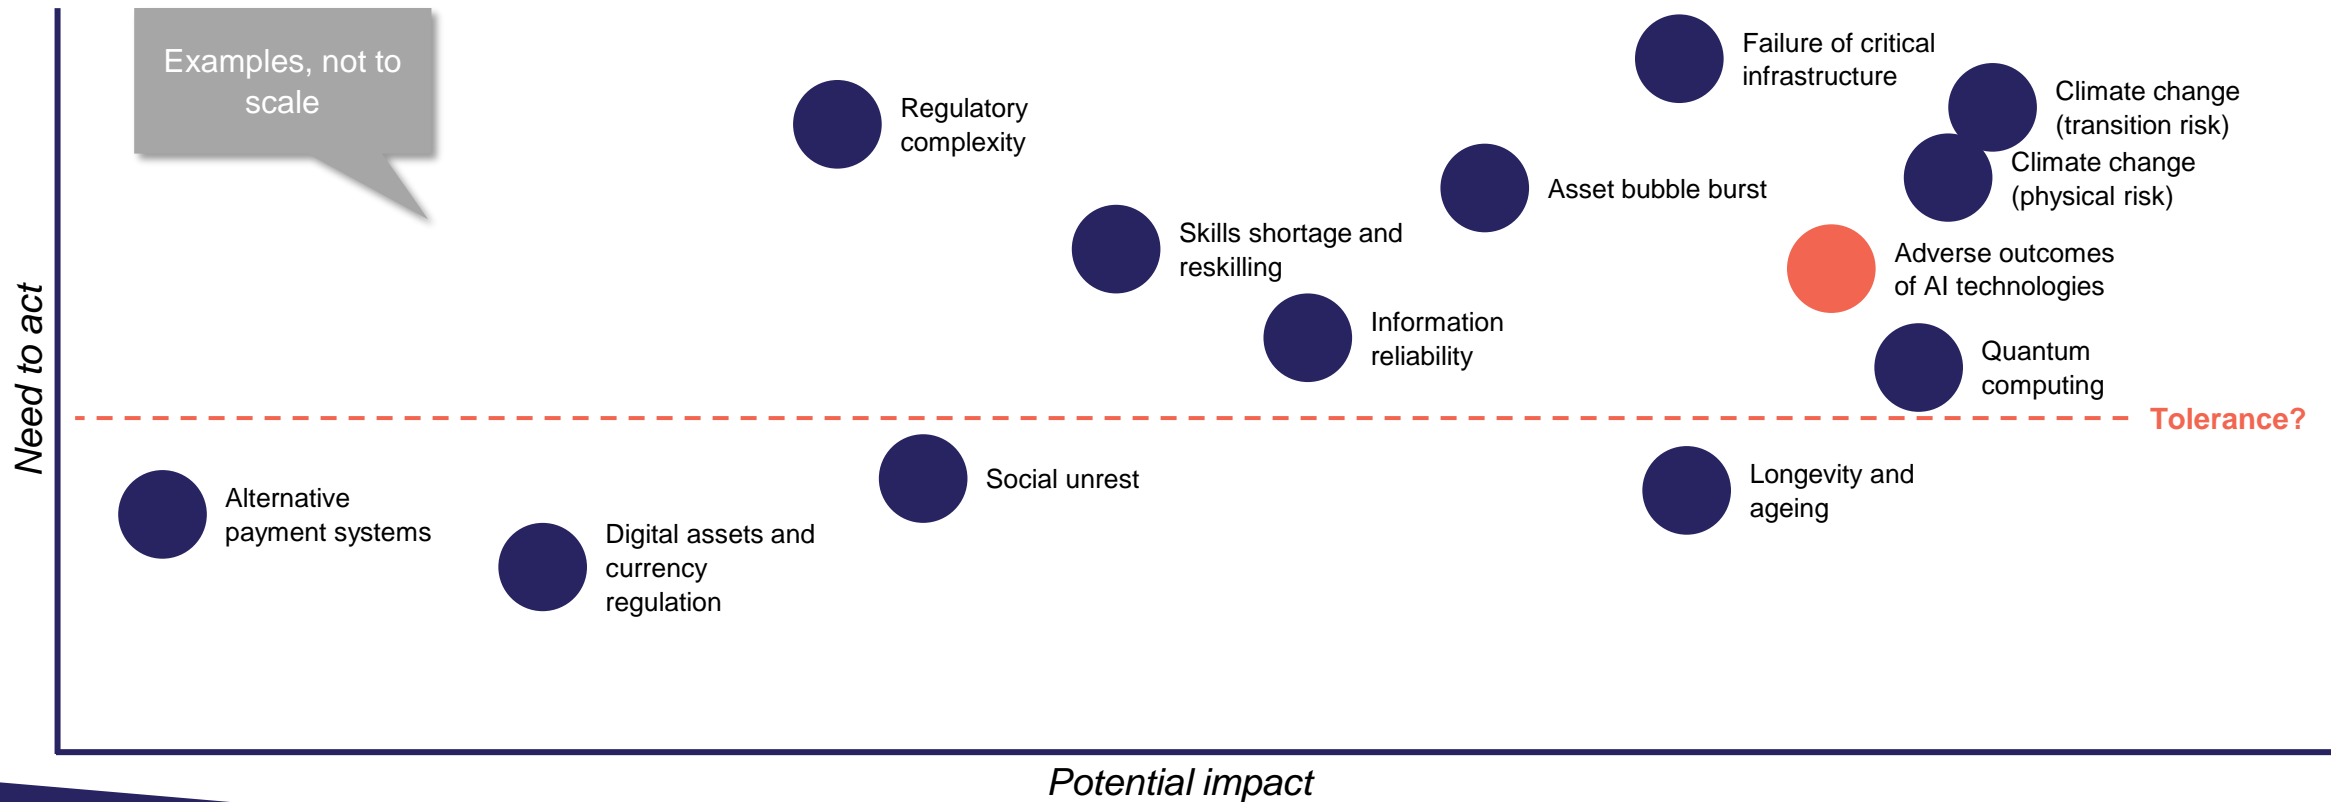 Examples, not to
scale
Failure of critical
infrastructure
Climate change
(transition risk)
Regulatory
complexity
Climate change
(physical risk)
Asset bubble burst
Skills shortage and
reskilling
Adverse outcomes
of AI technologies
Information
reliability
Quantum
computing
Need to act
Tolerance?
Social unrest
Longevity and
ageing
Alternative
payment systems
Digital assets and
currency
regulation
Potential impact